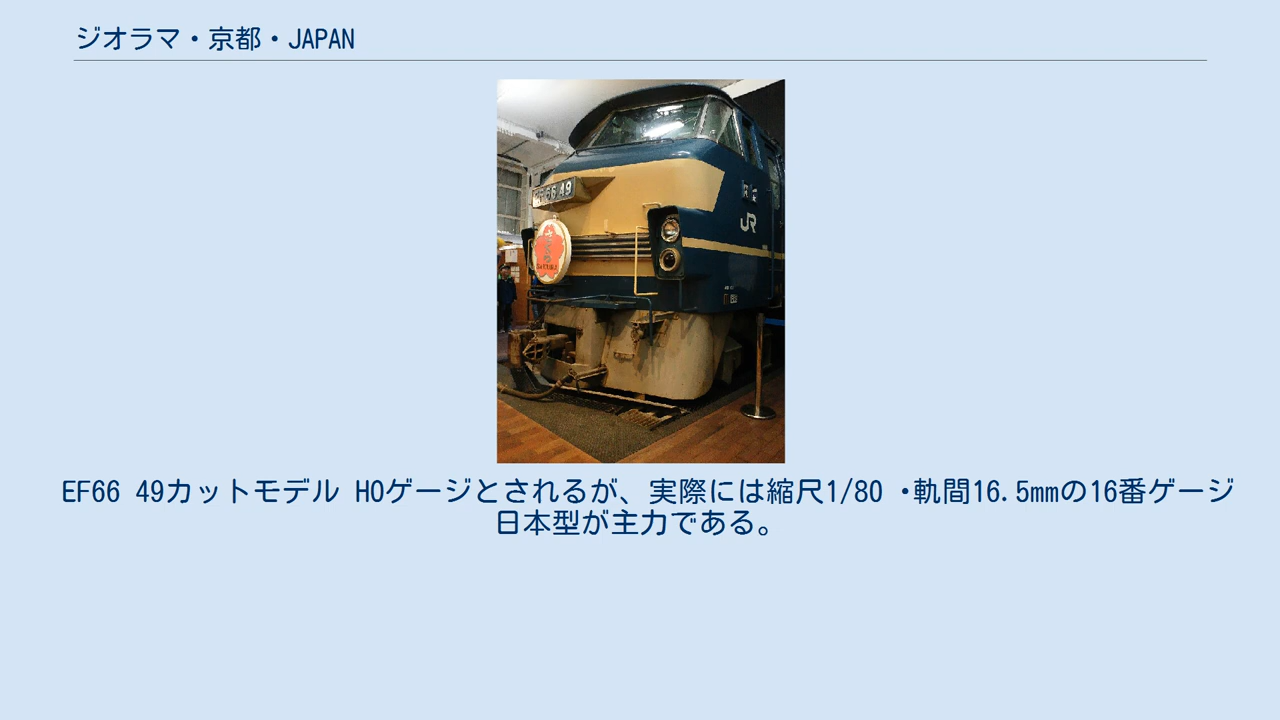 ジオラマ・京都・JAPAN
66 49
JR
EF66 49カットモデル HOゲージとされるが、実際には縮尺1/80 ・軌間16.5mmの16番ゲージ
日本型が主力である。